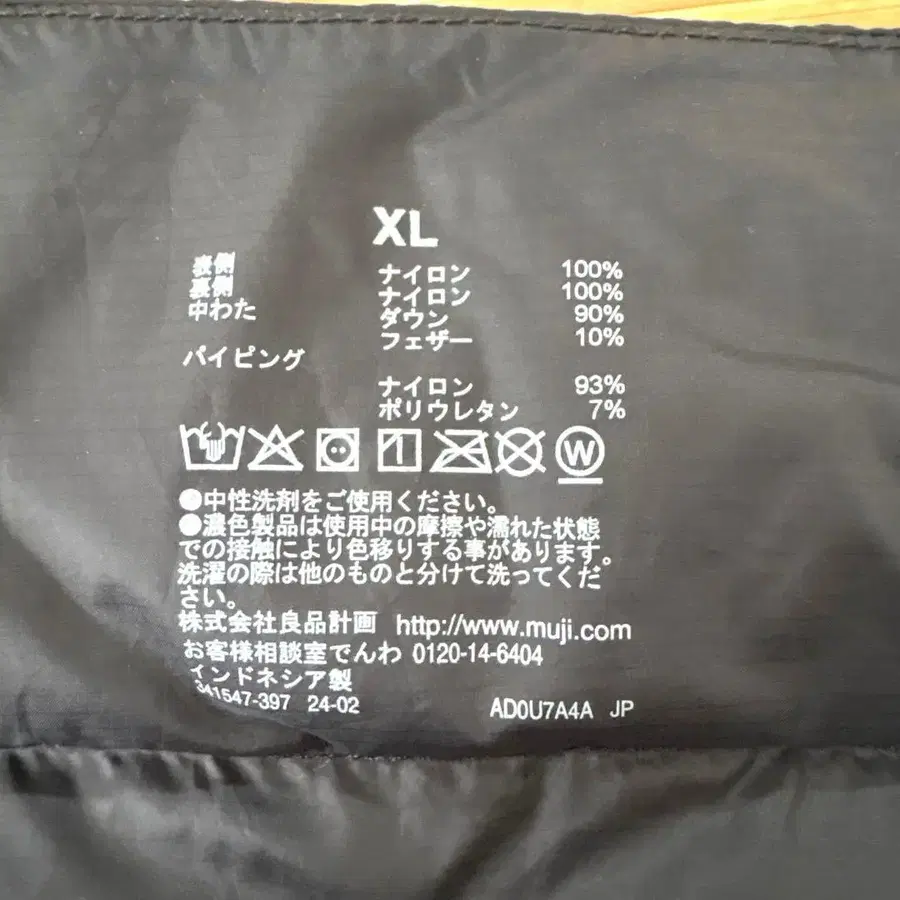 XL
表側 ナイロン 100%
裏側 ナイロン 100%
中わた ダウン 90%
フェザー 10%
パイピング
ナイロン 93%
ポリウレタン 7%
W
●中性洗剤をご使用ください。
●濃色製品は使用中の摩擦や濡れた状態
での接触により色移りする事があります。
洗濯の際は他のものと分けて洗ってくだ
さい。
株式会社良品計画 http://www.muji.com
お客様相談室でんわ 0120-14-6404
インドネシア製
341547-397 24-02 AD0U7A4A JP